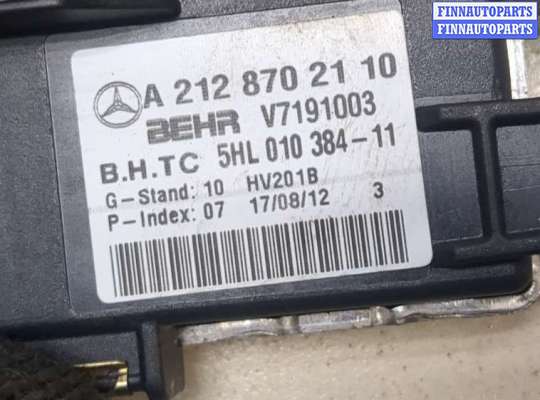 FINNAUTOPARTS
FINNAUTOPARTS
A 212 870 21 10
BEHR V7191003
B.H.TC 5HL 010 384-11
G-Stand: 10 HV201B
P-Index: 07 17/08/12 3